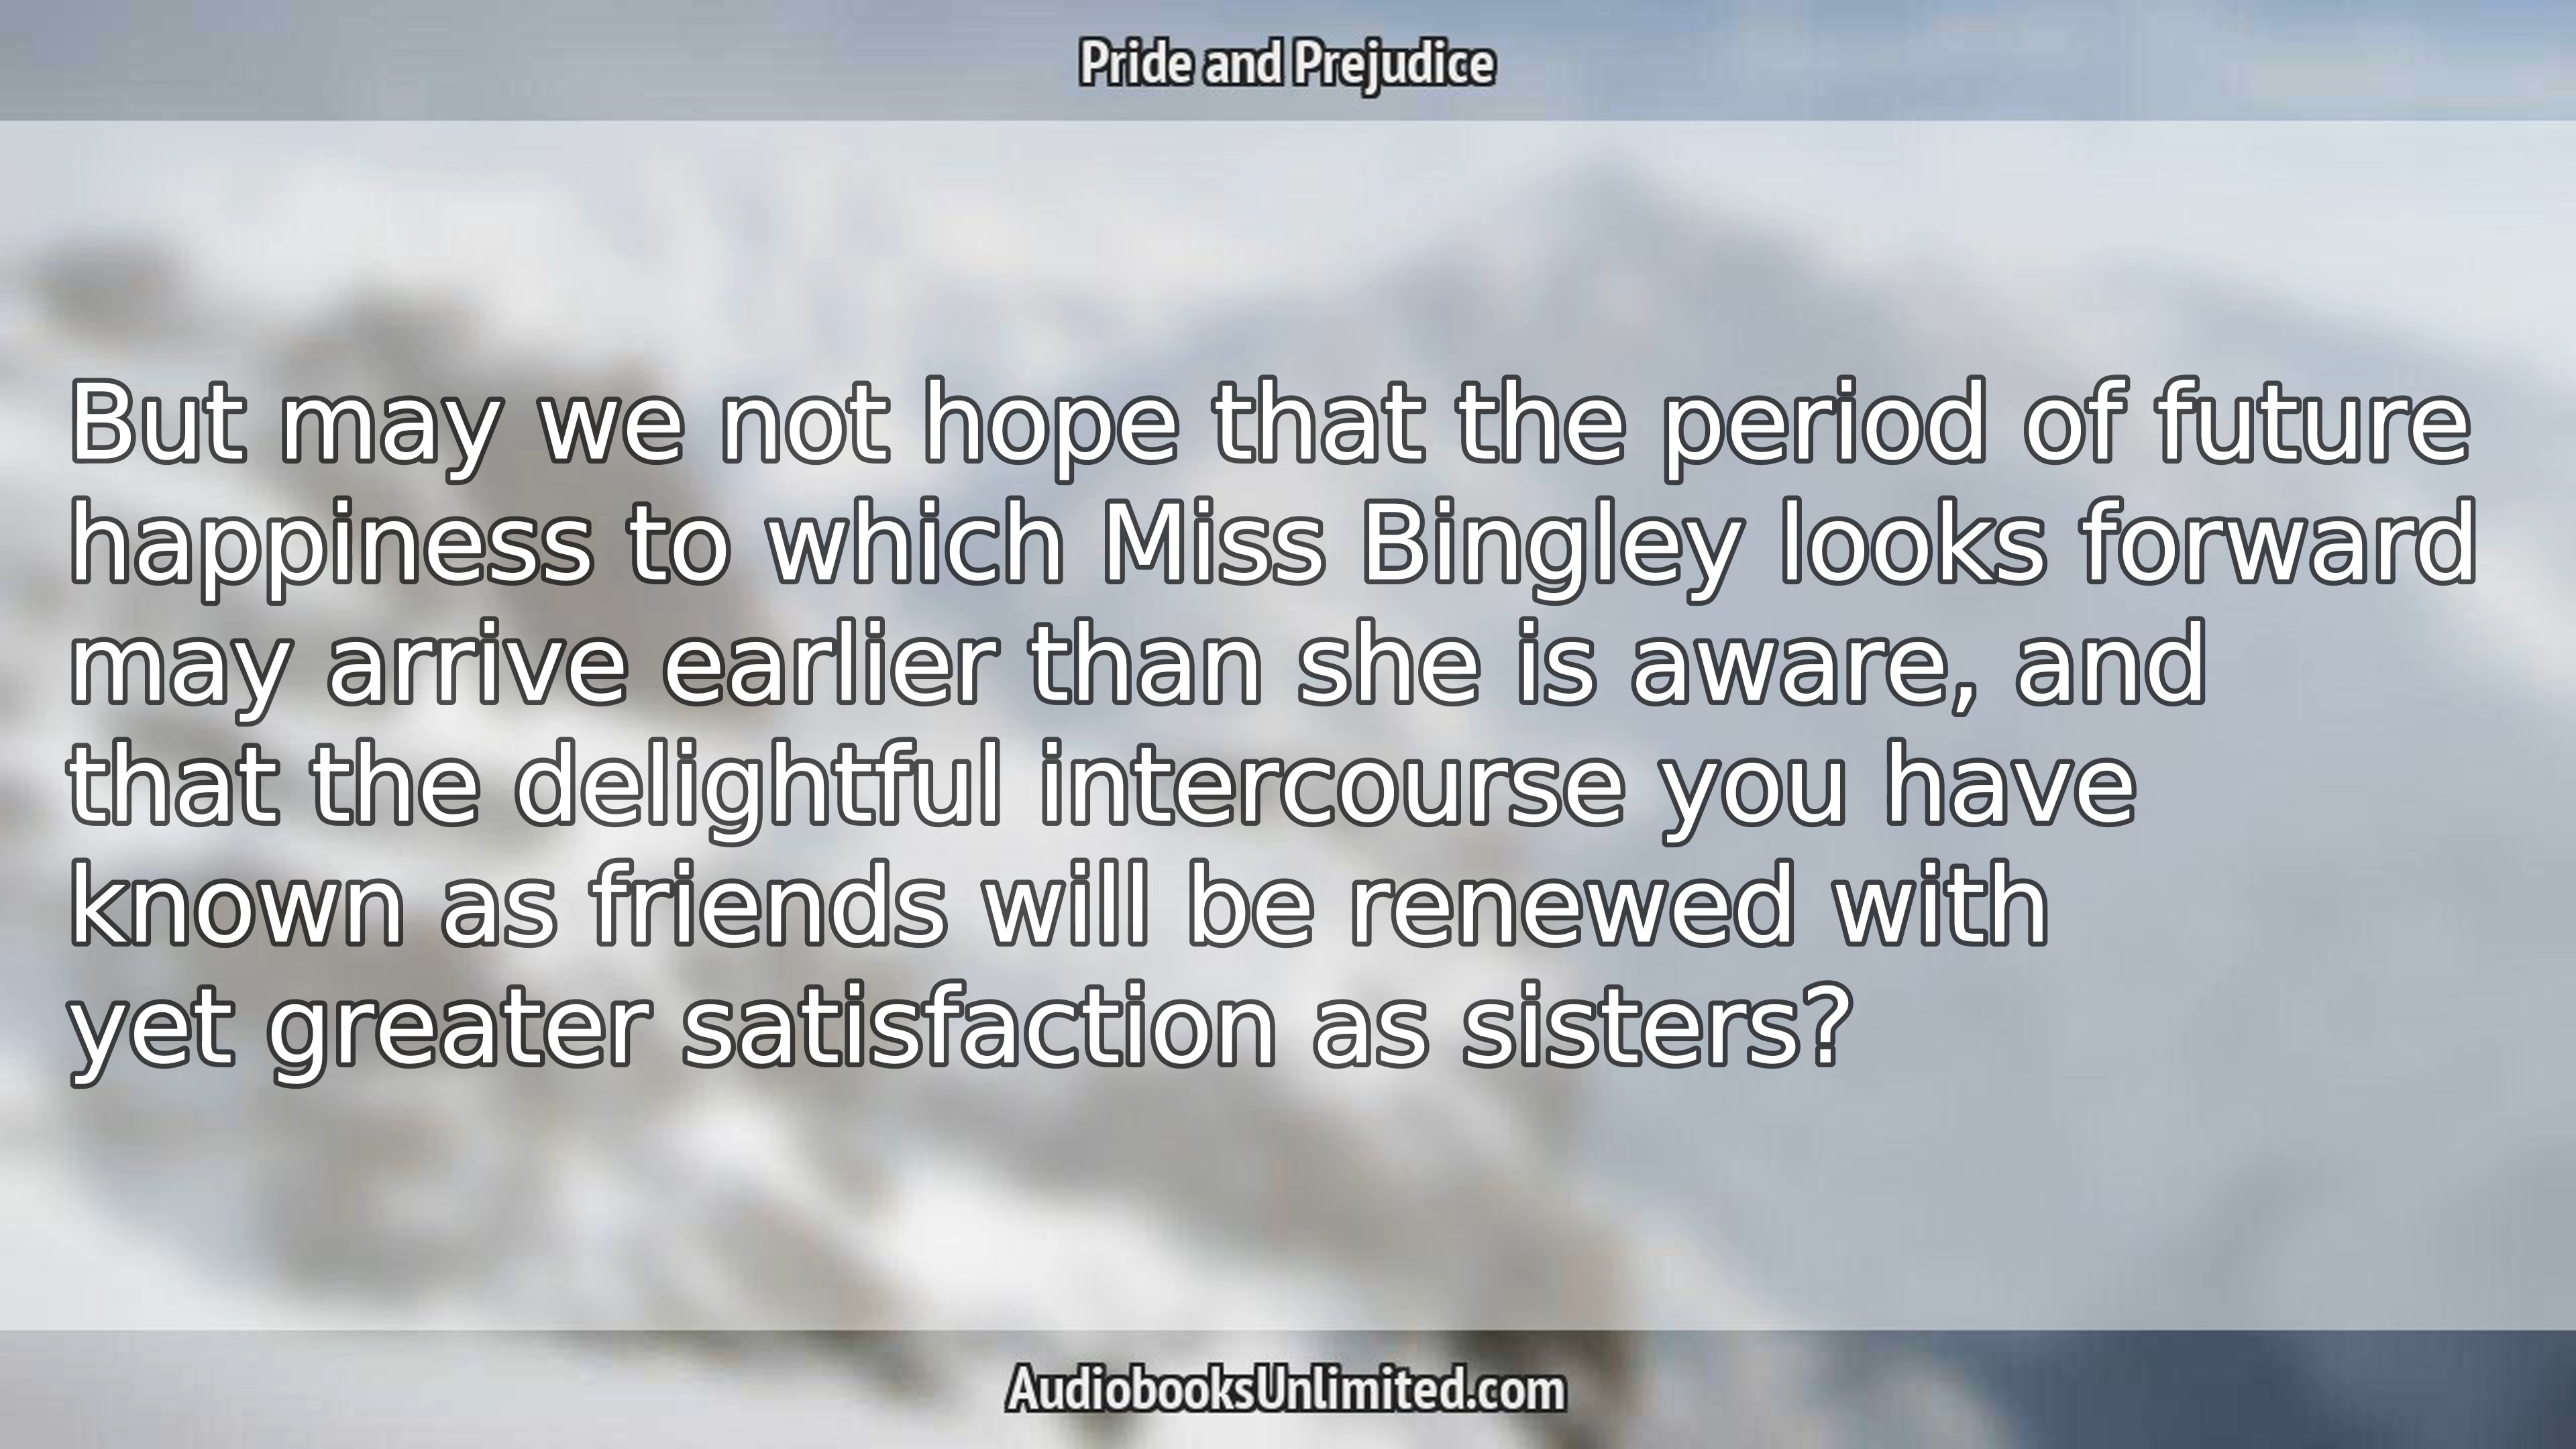 Pride and Prejudice
But may we not hope that the period of future
happiness to which Miss Bingley looks forward
may arrive earlier than she is aware, and
that the delightful intercourse you have
known as friends will be renewed with
yet greater satisfaction as sisters?
AudiobooksUnlimited.com